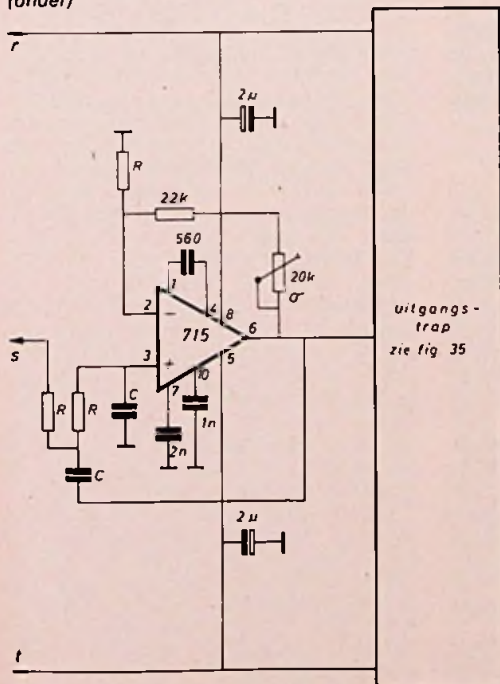 (onder)
r
2μ
R
22k
560
20k
σ
1
4
8
2
−
715
6
uitgangs-
trap
zie fig 35
s
3
+
5
7
10
R
R
C
1n
2n
C
2μ
t